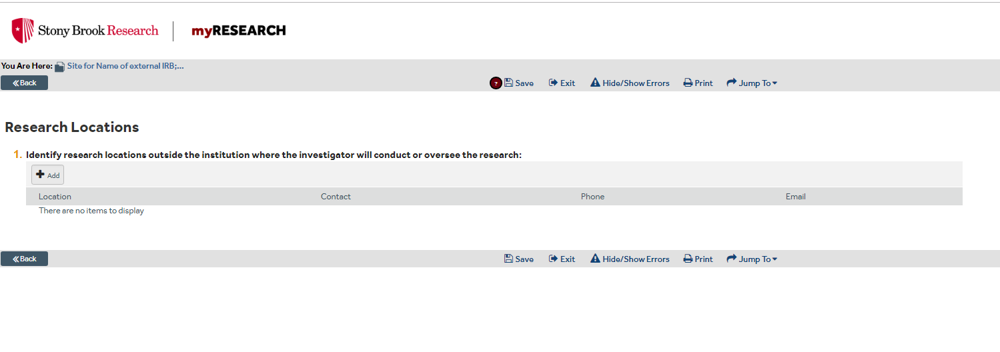 Stony Brook Research myRESEARCH
You Are Here: Site for Name of external IRB;...
Back ? Save Exit Hide/Show Errors Print Jump To
Research Locations
1. Identify research locations outside the institution where the investigator will conduct or oversee the research:
Add
Location Contact Phone Email
There are no items to display
Back Save Exit Hide/Show Errors Print Jump To